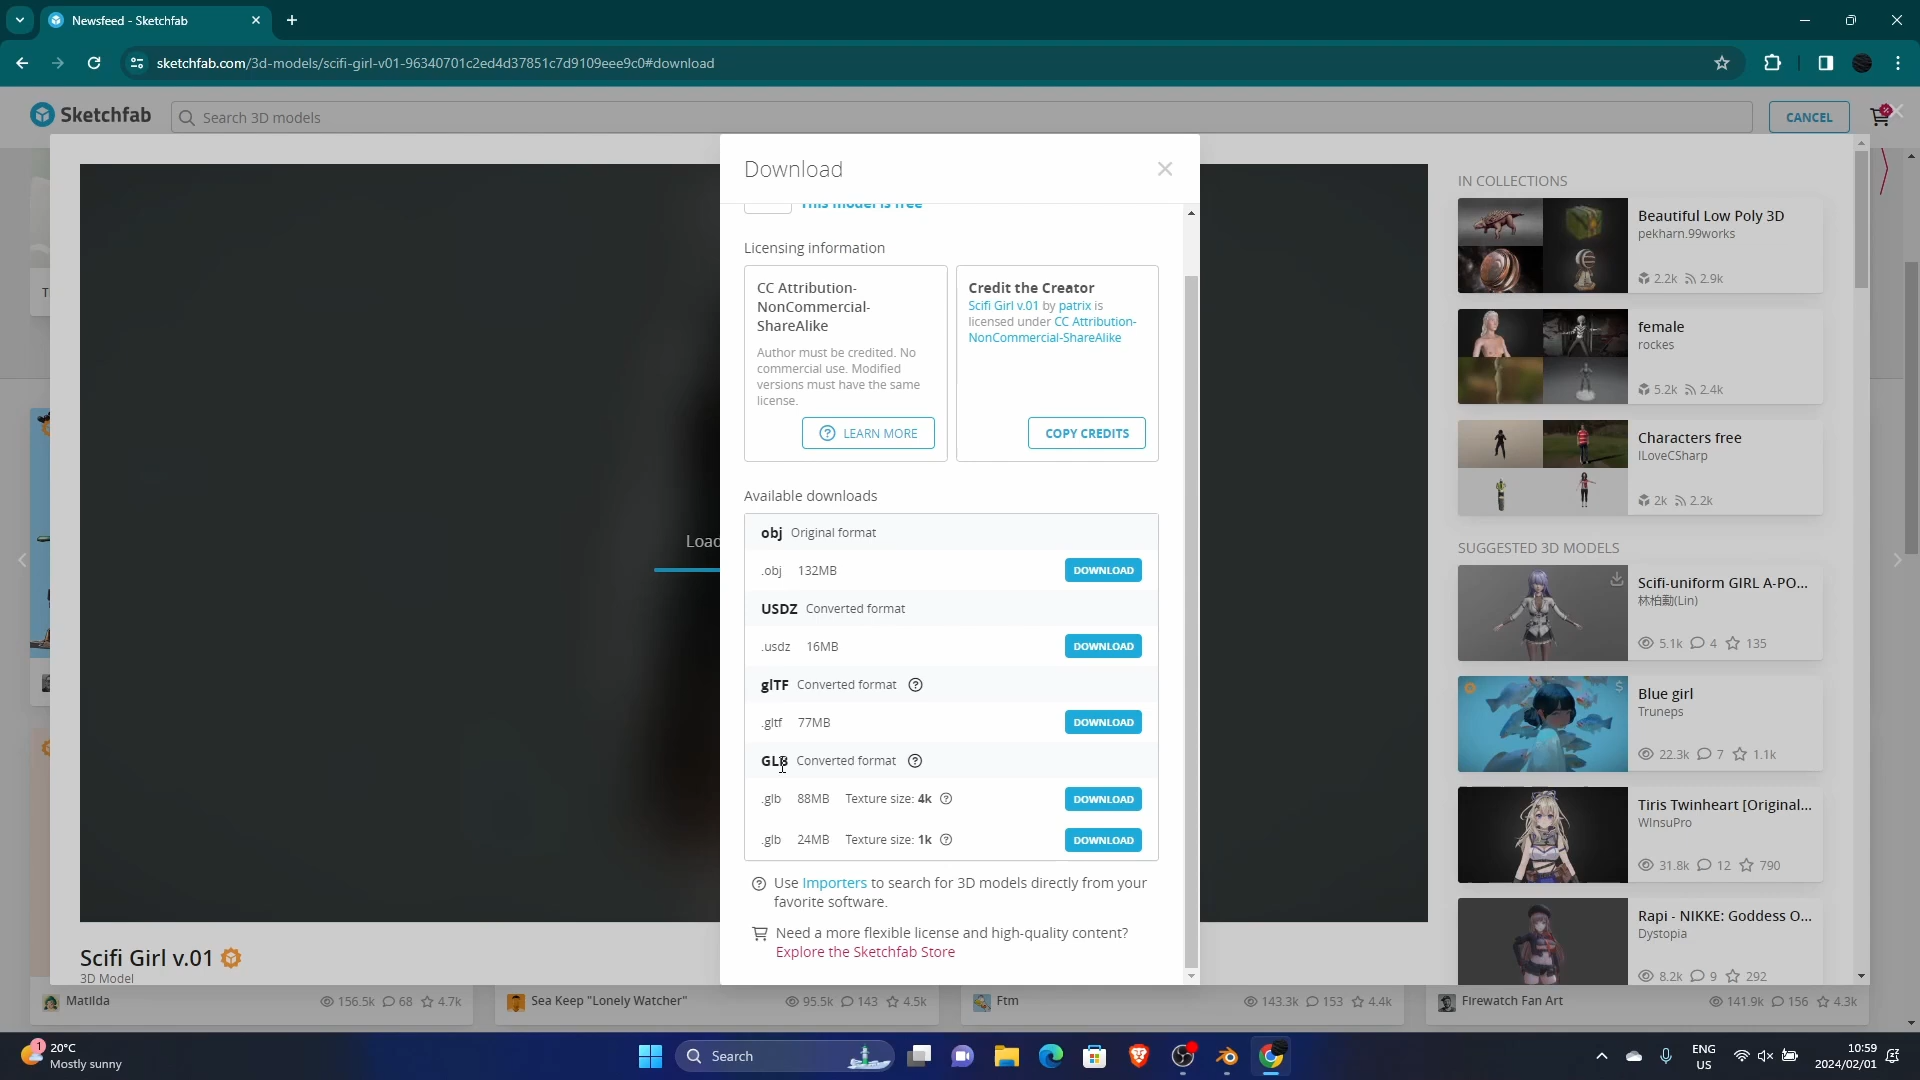 Newsfeed - Sketchfab
sketchfab.com/3d-models/scifi-girl-v01-96340701c2ed4d37851c7d9109eee9c0#download
Sketchfab
Search 3D models
CANCEL
Download
This model is free
Licensing information
CC Attribution-
NonCommercial-
ShareAlike
Author must be credited. No
commercial use. Modified
versions must have the same
license.
LEARN MORE
Credit the Creator
Scifi Girl v.01 by patrix is
licensed under CC Attribution-
NonCommercial-ShareAlike
COPY CREDITS
Available downloads
obj Original format
.obj 132MB DOWNLOAD
USDZ Converted format
.usdz 16MB DOWNLOAD
glTF Converted format
.gltf 77MB DOWNLOAD
GLB Converted format
.glb 88MB Texture size: 4k DOWNLOAD
.glb 24MB Texture size: 1k DOWNLOAD
Use Importers to search for 3D models directly from your
favorite software.
Need a more flexible license and high-quality content?
Explore the Sketchfab Store
Load
Scifi Girl v.01
3D Model
IN COLLECTIONS
Beautiful Low Poly 3D
pekharn.99works
2.2k 2.9k
female
rockes
5.2k 2.4k
Characters free
ILoveCSharp
2k 2.2k
SUGGESTED 3D MODELS
Scifi-uniform GIRL A-PO...
林柏勳(Lin)
5.1k 4 135
Blue girl
Truneps
22.3k 7 1.1k
Tiris Twinheart [Original...
WInsuPro
31.8k 12 790
Rapi - NIKKE: Goddess O...
Dystopia
8.2k 9 292
Matilda 156.5k 68 4.7k
Sea Keep "Lonely Watcher" 95.5k 143 4.5k
Ftm 143.3k 153 4.4k
Firewatch Fan Art 141.9k 156 4.3k
1
20°C
Mostly sunny
Search
ENG
US
10:59
2024/02/01